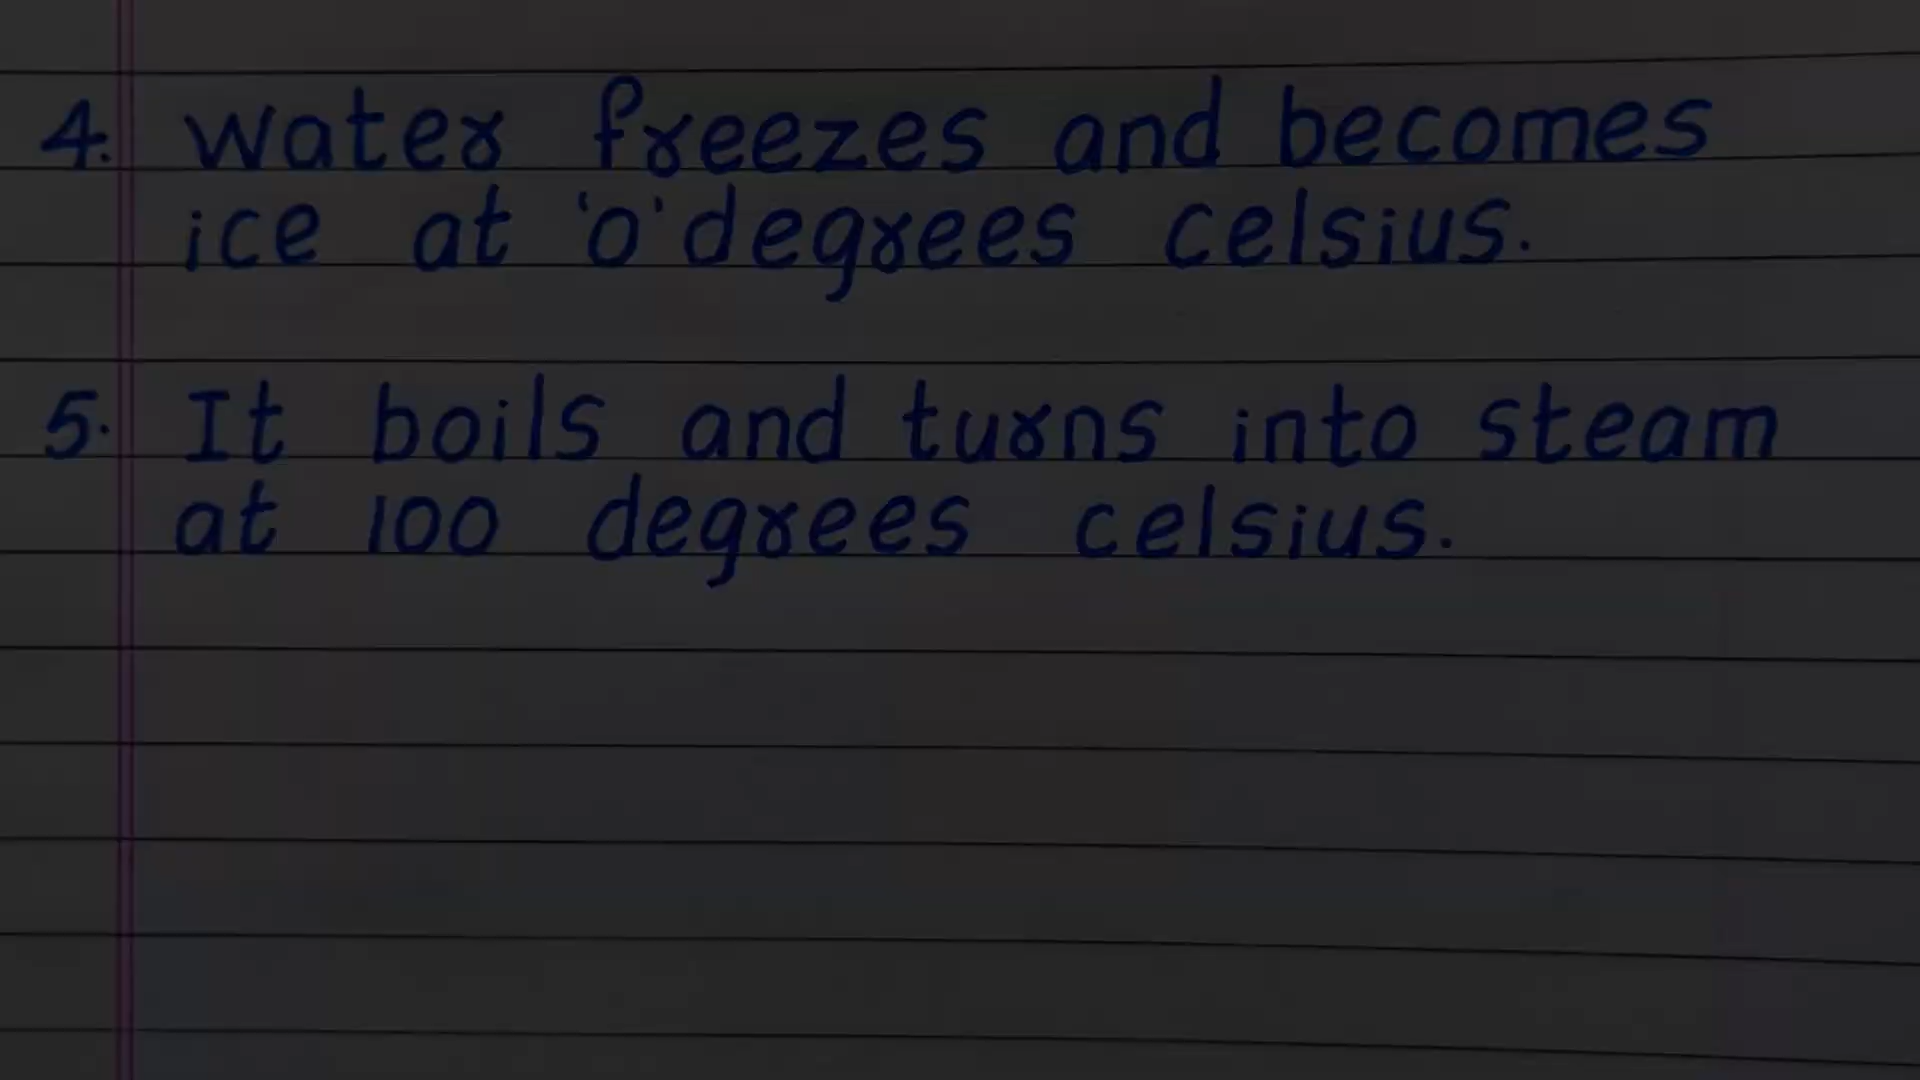 4. Water freezes and becomes
ice at 'o' degrees celsius.
5. It boils and turns into steam
at 100 degrees celsius.